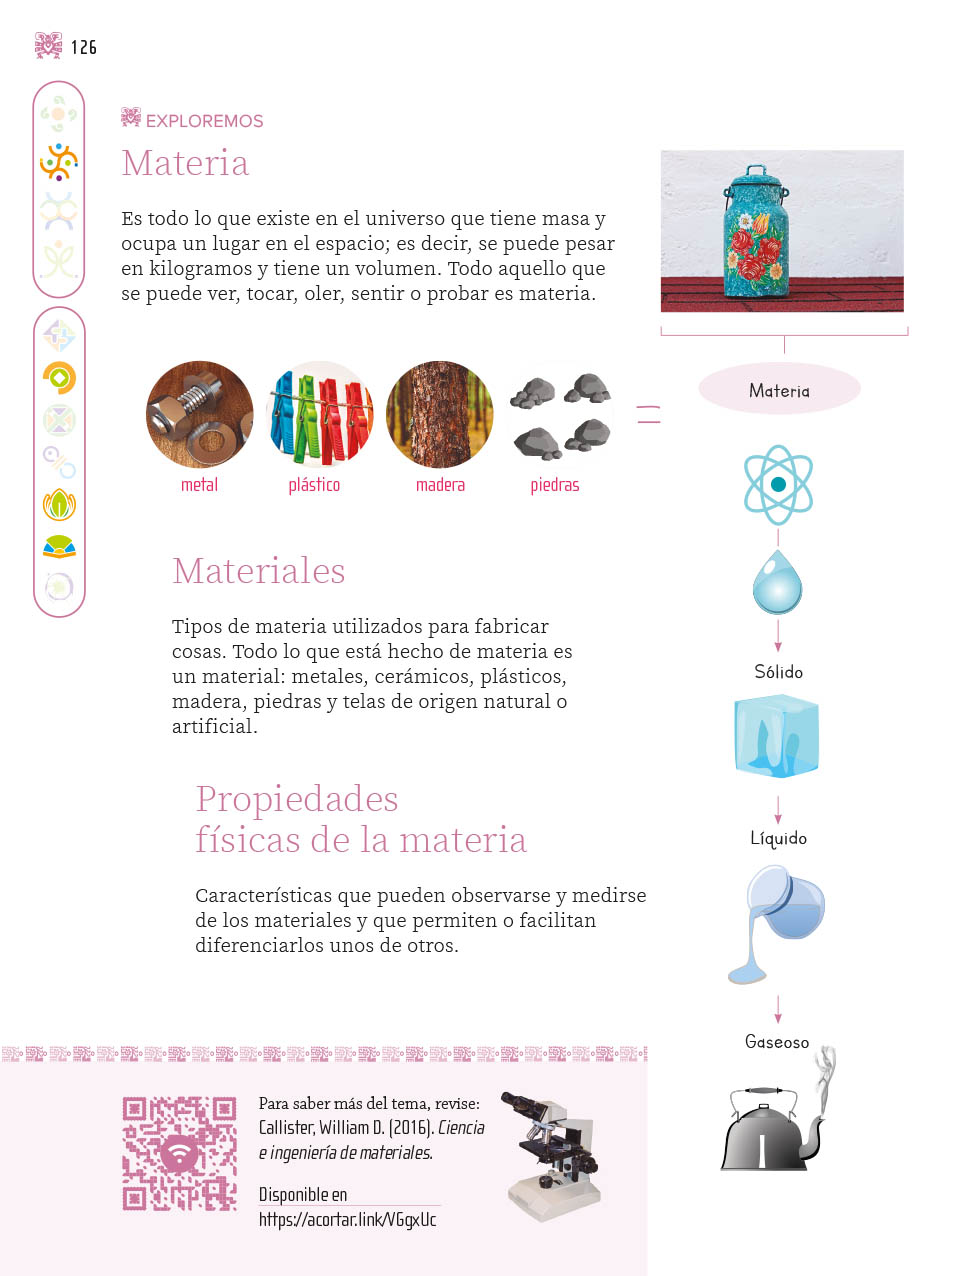 126
EXPLOREMOS
Materia
Es todo lo que existe en el universo que tiene masa y
ocupa un lugar en el espacio; es decir, se puede pesar
en kilogramos y tiene un volumen. Todo aquello que
se puede ver, tocar, oler, sentir o probar es materia.
metal
plástico
madera
piedras
=
Materia
Sólido
Líquido
Gaseoso
Materiales
Tipos de materia utilizados para fabricar
cosas. Todo lo que está hecho de materia es
un material: metales, cerámicos, plásticos,
madera, piedras y telas de origen natural o
artificial.
Propiedades
físicas de la materia
Características que pueden observarse y medirse
de los materiales y que permiten o facilitan
diferenciarlos unos de otros.
Para saber más del tema, revise:
Callister, William D. (2016). Ciencia
e ingeniería de materiales.
Disponible en
https://acortar.link/VGgxUc